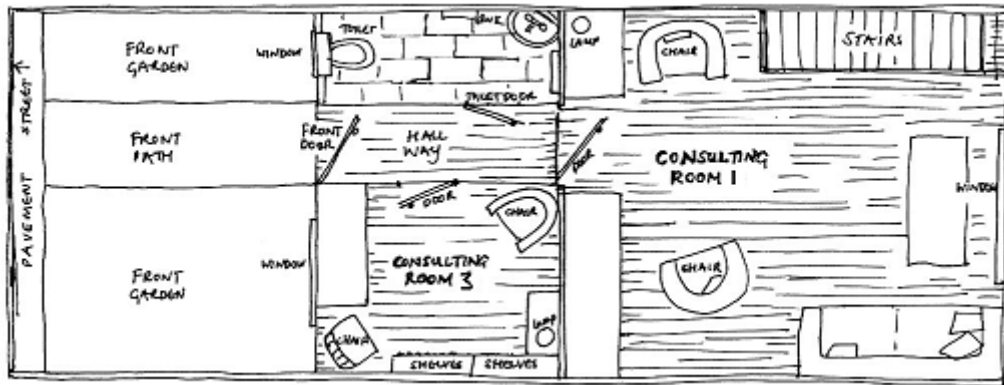 PAVEMENT STREET →
FRONT
GARDEN
FRONT
PATH
FRONT
GARDEN
WINDOW
TOILET
SINK
TOILET DOOR
FRONT
DOOR
HALL
WAY
DOOR
WINDOW
CHAIR
CONSULTING
ROOM 3
CHAIR
LAMP
SHELVES
SHELVES
LAMP
CHAIR
STAIRS
DOOR
CONSULTING
ROOM 1
WINDOW
CHAIR